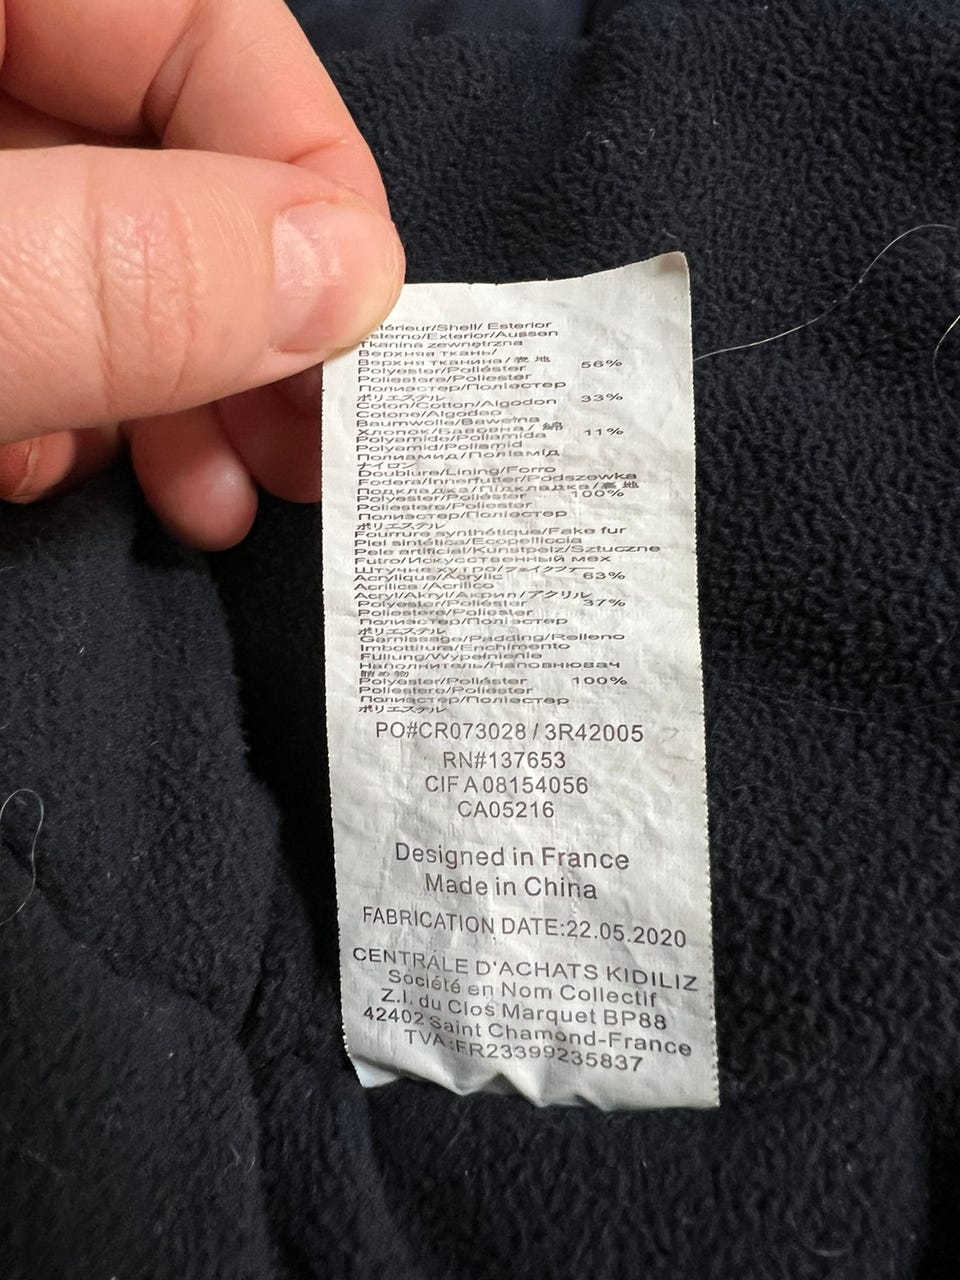 térieur/Shell/ Esterior
sterno/Exterior/Aussen
Tkanina zewnętrzna
Верхняя ткань/
Верхня тканина/表地
Polyester/Poliéster 56%
Poliestere/Poliester
Полиэстер/Поліестер
ポリエステル
Coton/Cotton/Algodon 33%
Cotone/Algodao
Baumwolle/Bawełna
Хлопок/Бавовна/ 綿
Polyamide/Poliamida 11%
Polyamid/Poliamid
Полиамид/Поліамід
ナイロン
Doublure/Lining/Forro
Fodera/Innerfutter/Podszewka
Подкладка/Підкладка/裏地
Polyester/Poliéster 100%
Poliestere/Poliester
Полиэстер/Поліестер
ポリエステル
Fourrure synthétique/Fake fur
Piel sintética/Ecopelliccia
Pele artificial/Kunstpelz/Sztuczne
Futro/Искусственный мех
Штучне хутро/フェイクファー
Acrylique/Acrylic 63%
Acrilica /Acrilico
Acryl/Akryl/Акрил/アクリル
Polyester/Poliéster 37%
Poliestere/Poliester
Полиэстер/Поліестер
ポリエステル
Garnissage/Padding/Relleno
Imbottitura/Enchimento
Füllung/Wypełnienie
Наполнитель/Наповнювач
詰め物
Polyester/Poliéster 100%
Poliestere/Poliester
Полиэстер/Поліестер
ポリエステル
PO#CR073028 / 3R42005
RN#137653
CIF A 08154056
CA05216
Designed in France
Made in China
FABRICATION DATE:22.05.2020
CENTRALE D'ACHATS KIDILIZ
Société en Nom Collectif
Z.I. du Clos Marquet BP88
42402 Saint Chamond-France
TVA:FR23399235837